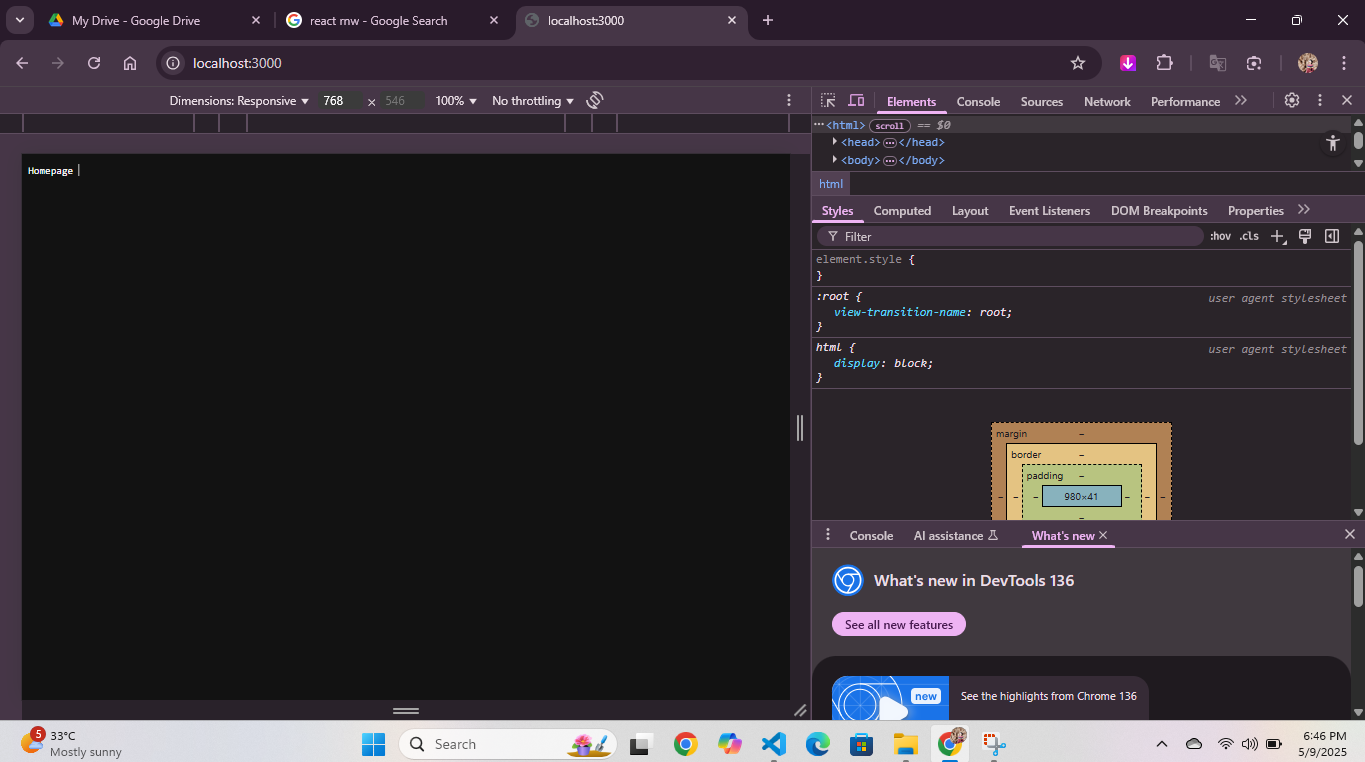 My Drive - Google Drive
react rnw - Google Search
localhost:3000
localhost:3000
Dimensions: Responsive 768 × 546 100% No throttling
Elements Console Sources Network Performance
<html> scroll == $0
<head> </head>
<body> </body>
html
Styles Computed Layout Event Listeners DOM Breakpoints Properties
Filter :hov .cls
element.style {
}
:root { user agent stylesheet
view-transition-name: root;
}
html { user agent stylesheet
display: block;
}
margin –
border –
padding –
– – – 980×41 – – –
–
Homepage |
Console AI assistance What's new
What's new in DevTools 136
See all new features
new
See the highlights from Chrome 136
5
33°C
Mostly sunny
Search
6:46 PM
5/9/2025